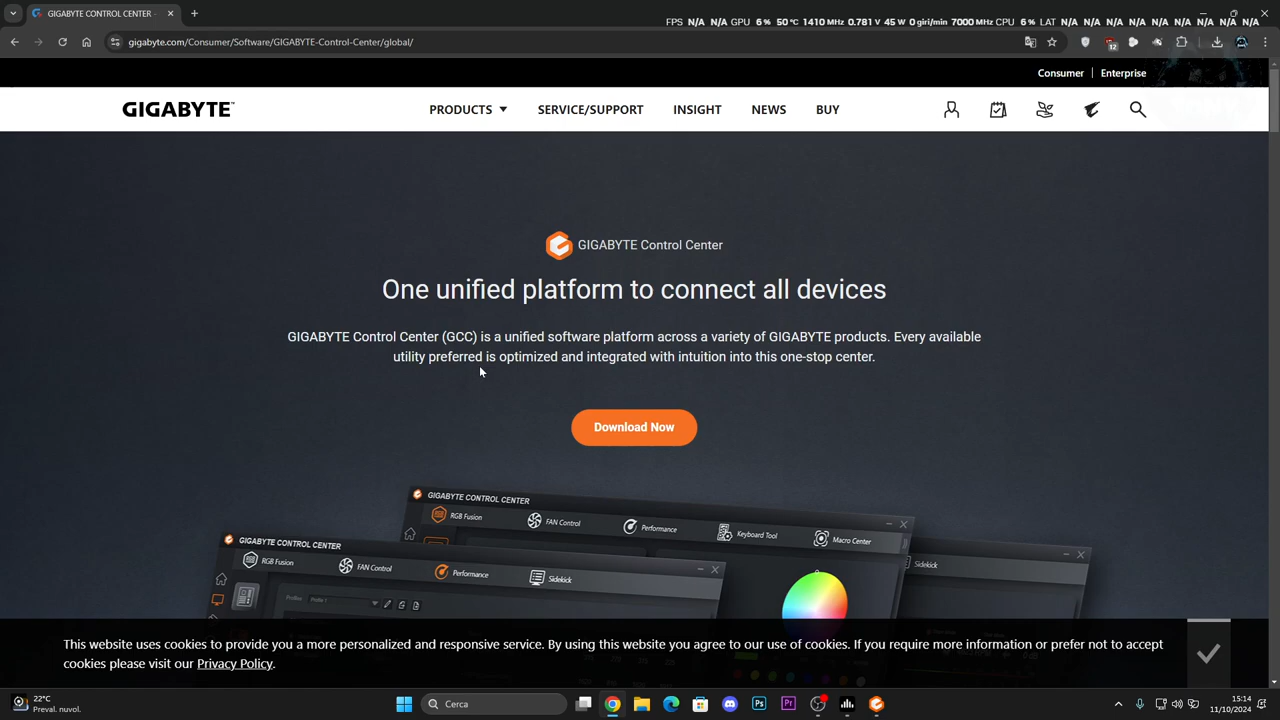 GIGABYTE CONTROL CENTER -
FPS N/A N/A GPU 6 % 50 °C 1410 MHz 0.781 V 45 W 0 giri/min 7000 MHz CPU 6 % LAT N/A N/A N/A N/A N/A N/A N/A
gigabyte.com/Consumer/Software/GIGABYTE-Control-Center/global/
12
Consumer | Enterprise
GIGABYTE™
PRODUCTS SERVICE/SUPPORT INSIGHT NEWS BUY
GIGABYTE Control Center
One unified platform to connect all devices
GIGABYTE Control Center (GCC) is a unified software platform across a variety of GIGABYTE products. Every available
utility preferred is optimized and integrated with intuition into this one-stop center.
Download Now
GIGABYTE CONTROL CENTER
RGB Fusion FAN Control Performance Keyboard Tool Macro Center
GIGABYTE CONTROL CENTER
RGB Fusion FAN Control Performance Sidekick
Sidekick
Profiles Profile 1
This website uses cookies to provide you a more personalized and responsive service. By using this website you agree to our use of cookies. If you require more information or prefer not to accept
cookies please visit our Privacy Policy.
22°C
Preval. nuvol.
Cerca
Ps
Pr
15:14
11/10/2024